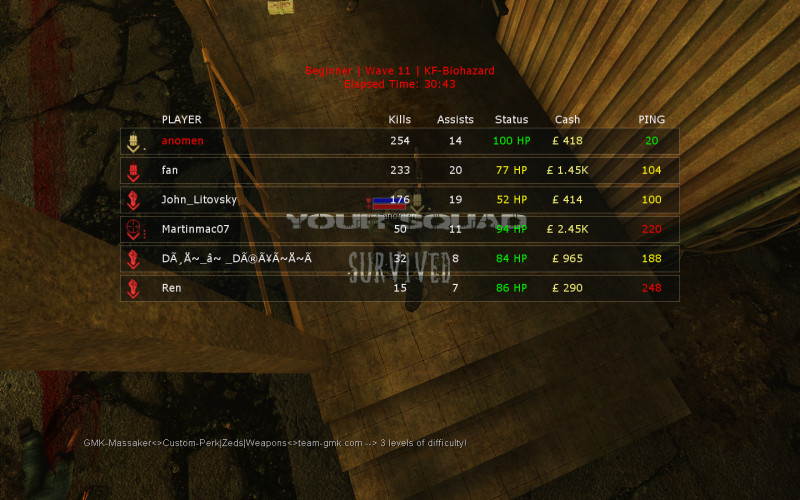 Beginner | Wave 11 | KF-Biohazard
Elapsed Time: 30:43
PLAYER Kills Assists Status Cash PING
anomen 254 14 100 HP £ 418 20
fan 233 20 77 HP £ 1.45K 104
John_Litovsky 176 19 52 HP £ 414 100
anomen
YOUR SQUAD
Martinmac07 50 11 94 HP £ 2.45K 220
SURVIVED
32 8 84 HP £ 965 188
Ren 15 7 86 HP £ 290 248
GMK-Massaker<>Custom-Perk|Zeds|Weapons<>team-gmk.com --> 3 levels of difficulty!